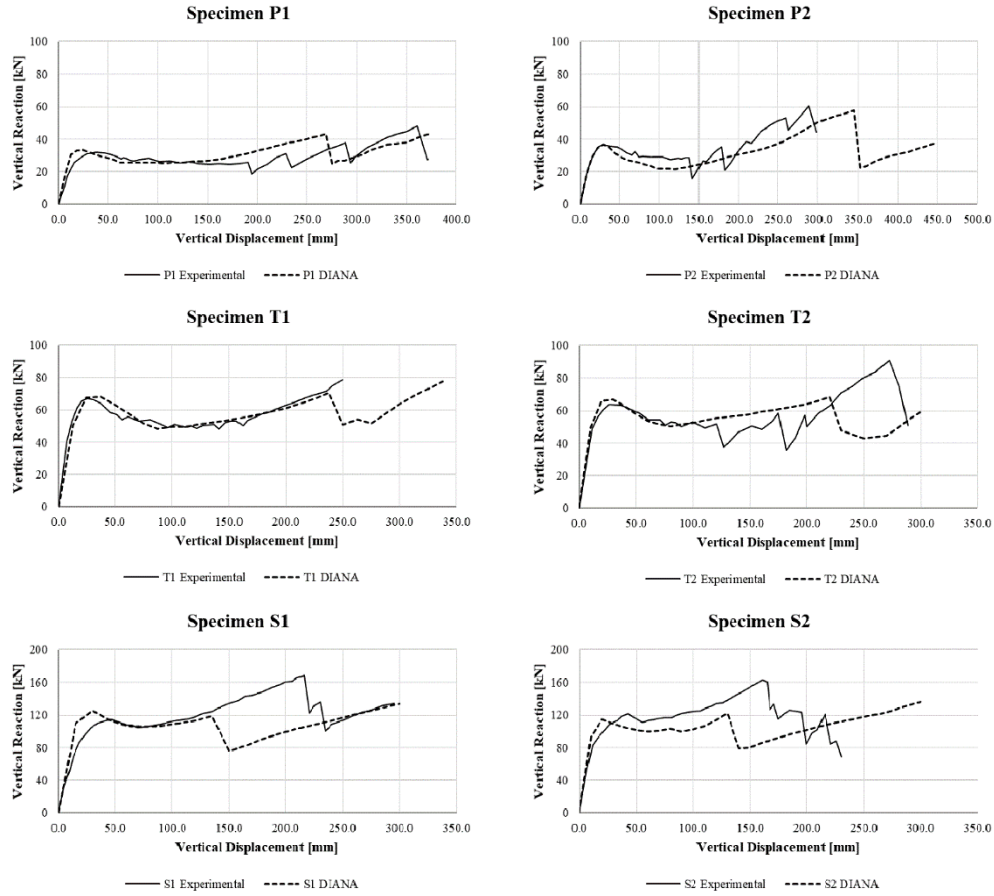 Specimen P1
Vertical Reaction [kN]
100
80
60
40
20
0
0.0 50.0 100.0 150.0 200.0 250.0 300.0 350.0 400.0
Vertical Displacement [mm]
P1 Experimental P1 DIANA
Specimen P2
Vertical Reaction [kN]
100
80
60
40
20
0
0.0 50.0 100.0 150.0 200.0 250.0 300.0 350.0 400.0 450.0 500.0
Vertical Displacement [mm]
P2 Experimental P2 DIANA
Specimen T1
Vertical Reaction [kN]
100
80
60
40
20
0
0.0 50.0 100.0 150.0 200.0 250.0 300.0 350.0
Vertical Displacement [mm]
T1 Experimental T1 DIANA
Specimen T2
Vertical Reaction [kN]
100
80
60
40
20
0
0.0 50.0 100.0 150.0 200.0 250.0 300.0 350.0
Vertical Displacement [mm]
T2 Experimental T2 DIANA
Specimen S1
Vertical Reaction [kN]
200
160
120
80
40
0
0.0 50.0 100.0 150.0 200.0 250.0 300.0 350.0
Vertical Displacement [mm]
S1 Experimental S1 DIANA
Specimen S2
Vertical Reaction [kN]
200
160
120
80
40
0
0.0 50.0 100.0 150.0 200.0 250.0 300.0 350.0
Vertical Displacement [mm]
S2 Experimental S2 DIANA